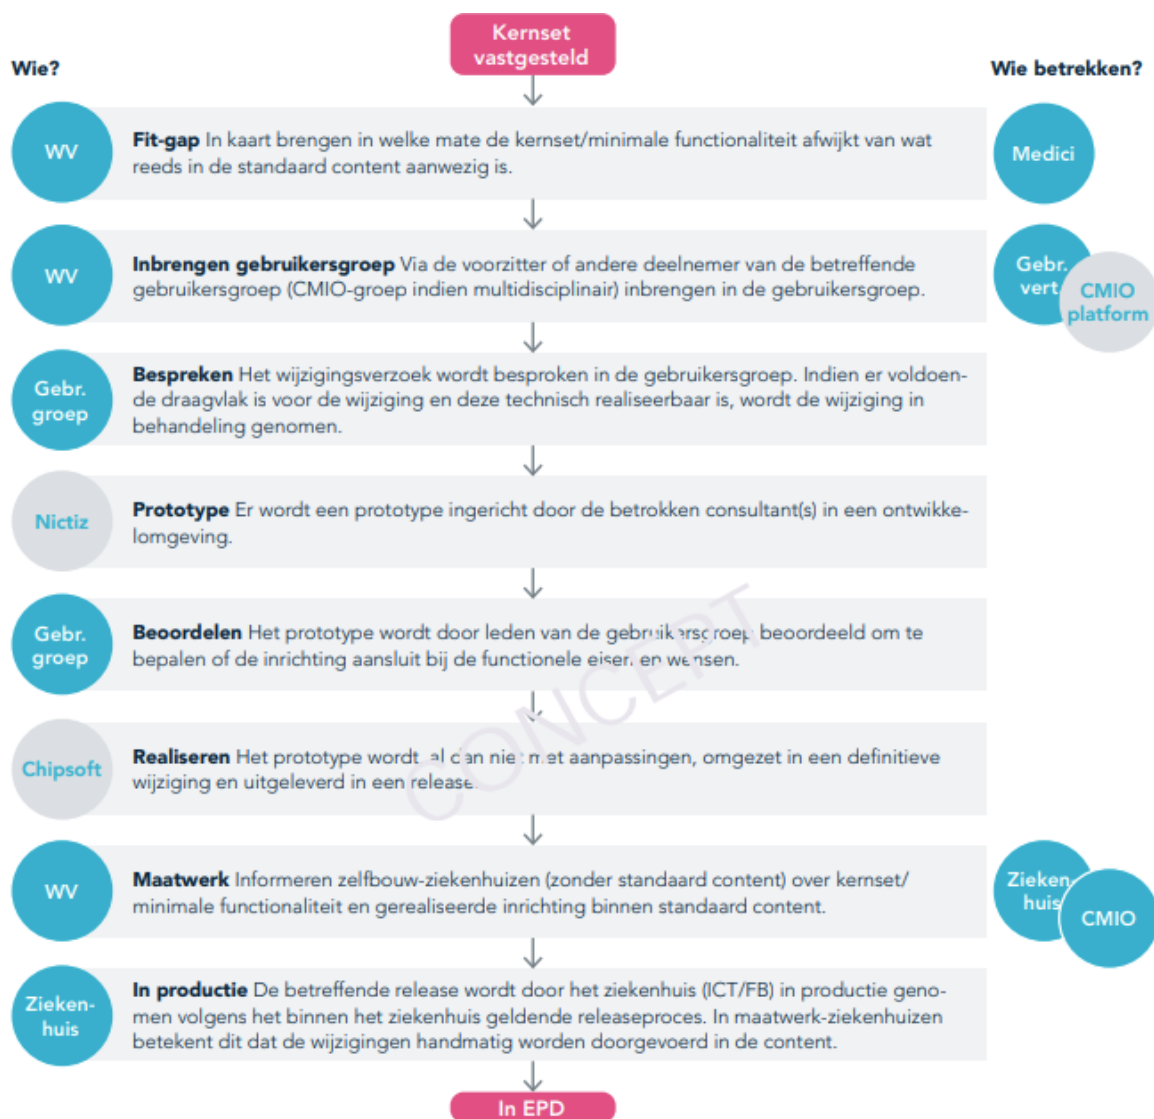 Kernset
vastgesteld
Wie?
Wie betrekken?
WV
Fit-gap In kaart brengen in welke mate de kernset/minimale functionaliteit afwijkt van wat
reeds in de standaard content aanwezig is.
Medici
WV
Inbrengen gebruikersgroep Via de voorzitter of andere deelnemer van de betreffende
gebruikersgroep (CMIO-groep indien multidisciplinair) inbrengen in de gebruikersgroep.
Gebr.
vert.
CMIO
platform
Gebr.
groep
Bespreken Het wijzigingsverzoek wordt besproken in de gebruikersgroep. Indien er voldoen-
de draagvlak is voor de wijziging en deze technisch realiseerbaar is, wordt de wijziging in
behandeling genomen.
Nictiz
Prototype Er wordt een prototype ingericht door de betrokken consultant(s) in een ontwikke-
lomgeving.
Gebr.
groep
Beoordelen Het prototype wordt door leden van de gebruikersgroep beoordeeld om te
bepalen of de inrichting aansluit bij de functionele eisen en wensen.
Chipsoft
Realiseren Het prototype wordt, al dan niet met aanpassingen, omgezet in een definitieve
wijziging en uitgeleverd in een release.
CONCEPT
WV
Maatwerk Informeren zelfbouw-ziekenhuizen (zonder standaard content) over kernset/
minimale functionaliteit en gerealiseerde inrichting binnen standaard content.
Zieken-
huis
CMIO
Zieken-
huis
In productie De betreffende release wordt door het ziekenhuis (ICT/FB) in productie geno-
men volgens het binnen het ziekenhuis geldende releaseproces. In maatwerk-ziekenhuizen
betekent dit dat de wijzigingen handmatig worden doorgevoerd in de content.
In EPD